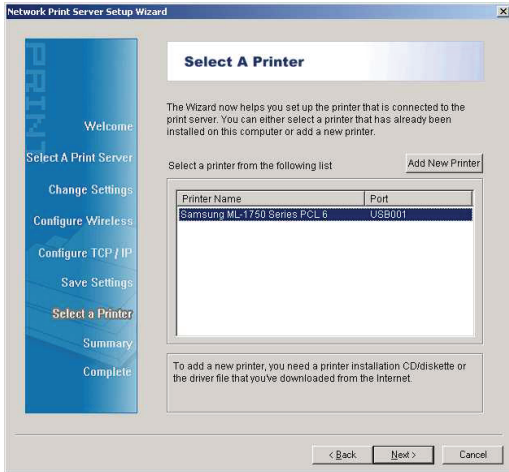 Network Print Server Setup Wizard
PRINT
Select A Printer
The Wizard now helps you set up the printer that is connected to the
print server. You can either select a printer that has already been
installed on this computer or add a new printer.
Welcome
Select A Print Server
Change Settings
Configure Wireless
Configure TCP / IP
Save Settings
Select a Printer
Summary
Complete
Select a printer from the following list
Add New Printer
Printer Name Port
Samsung ML-1750 Series PCL 6 USB001
To add a new printer, you need a printer installation CD/diskette or
the driver file that you've downloaded from the Internet.
< Back Next > Cancel